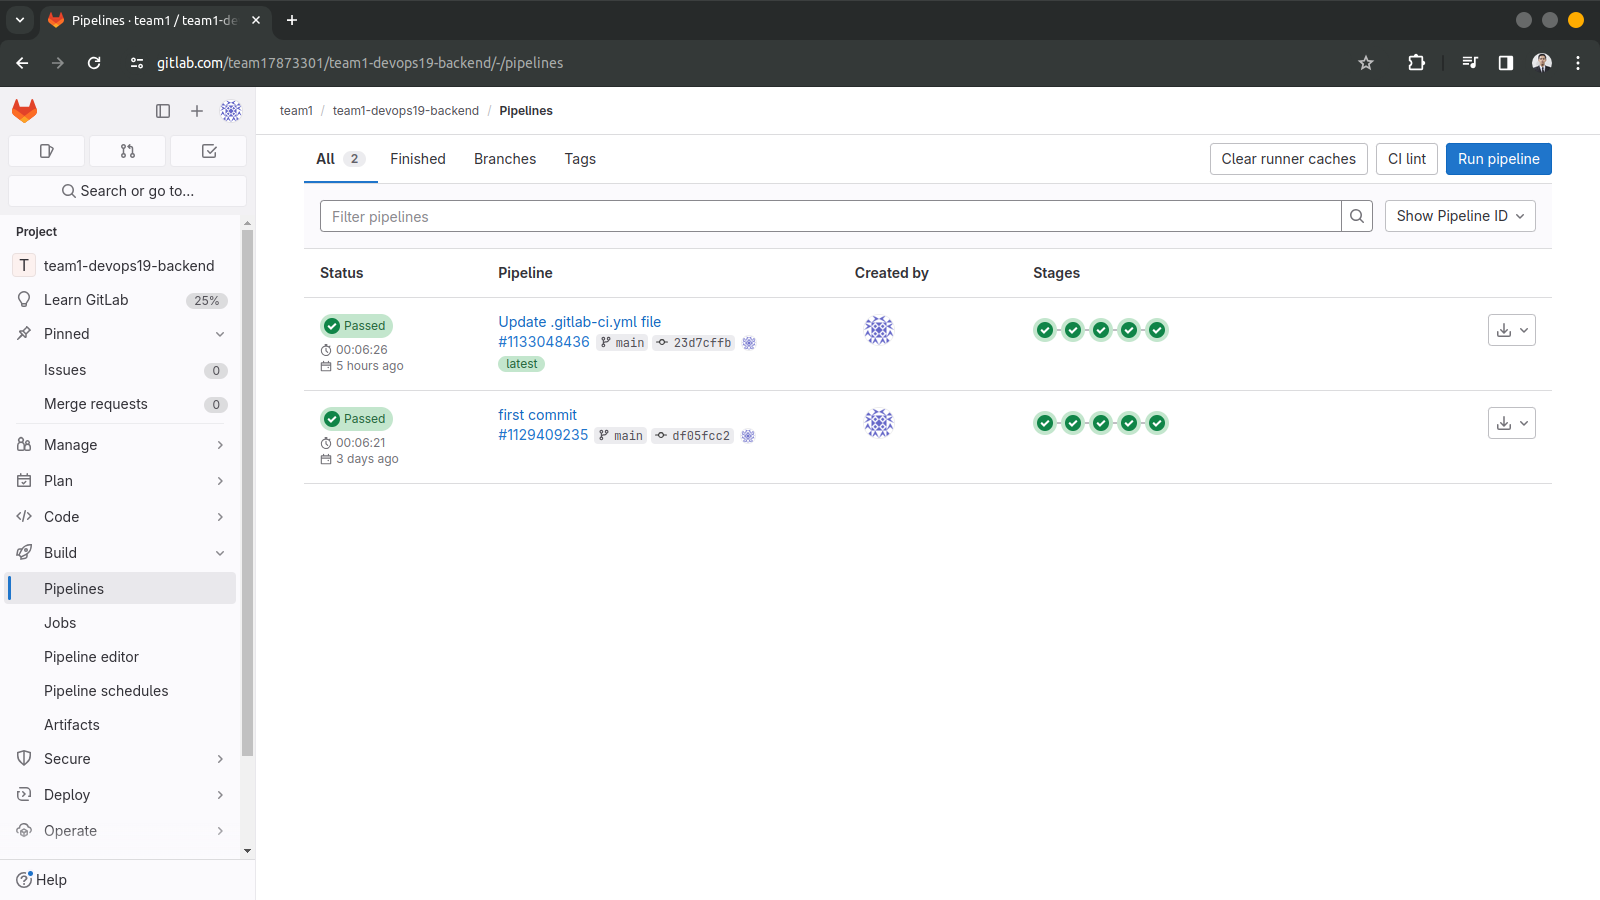 Pipelines · team1 / team1-de
gitlab.com/team17873301/team1-devops19-backend/-/pipelines
team1 / team1-devops19-backend / Pipelines
Search or go to...
Project
T team1-devops19-backend
Learn GitLab 25%
Pinned
Issues 0
Merge requests 0
Manage
Plan
Code
Build
Pipelines
Jobs
Pipeline editor
Pipeline schedules
Artifacts
Secure
Deploy
Operate
Help
All 2 Finished Branches Tags
Clear runner caches CI lint Run pipeline
Filter pipelines Show Pipeline ID
Status Pipeline Created by Stages
Passed
00:06:26
5 hours ago
Update .gitlab-ci.yml file
#1133048436 main 23d7cffb
latest
Passed
00:06:21
3 days ago
first commit
#1129409235 main df05fcc2